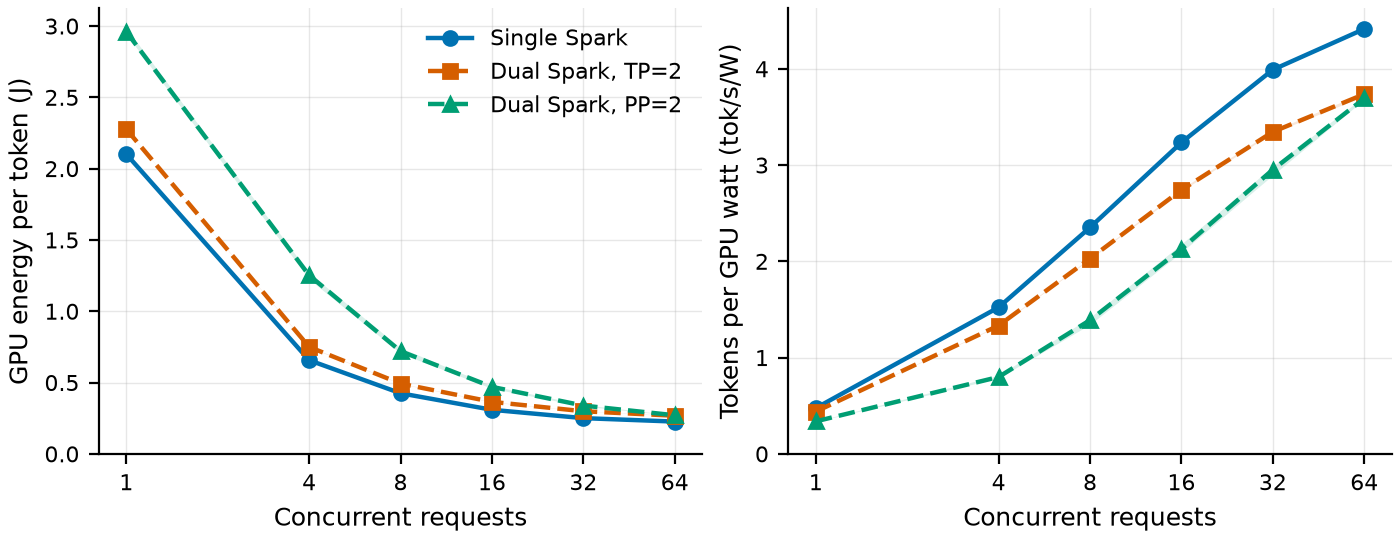 GPU energy per token (J)
3.0
2.5
2.0
1.5
1.0
0.5
0.0
Single Spark
Dual Spark, TP=2
Dual Spark, PP=2
1 4 8 16 32 64
Concurrent requests
Tokens per GPU watt (tok/s/W)
4
3
2
1
0
1 4 8 16 32 64
Concurrent requests